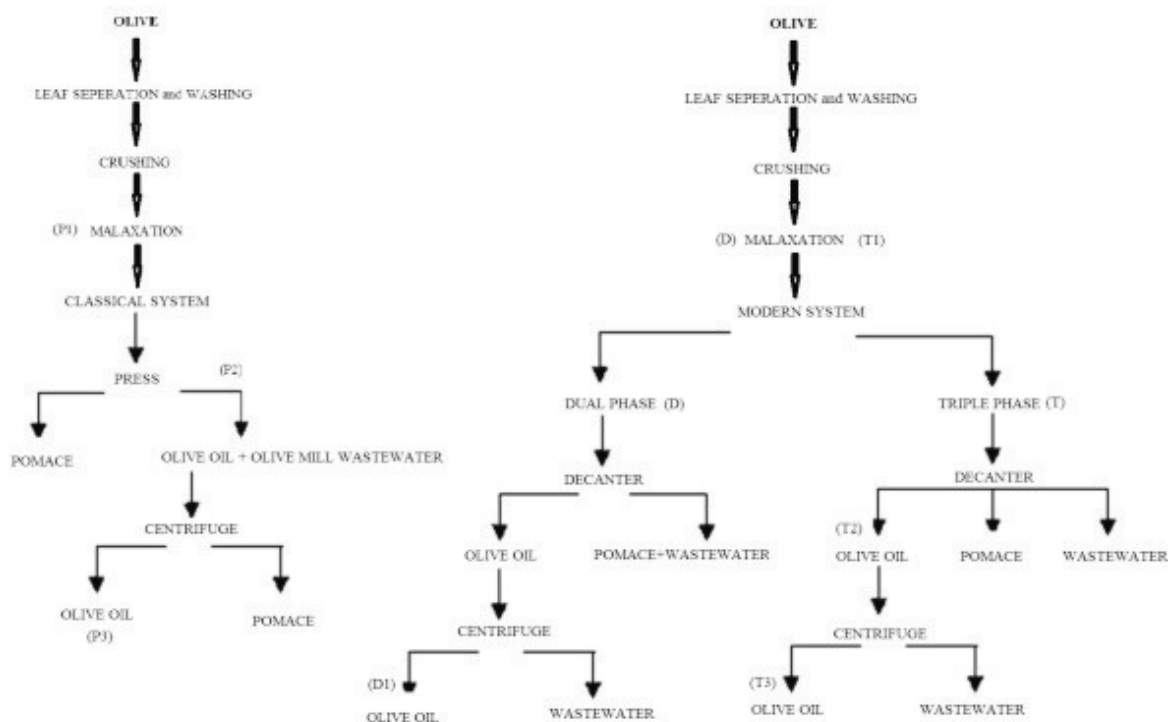 OLIVE
LEAF SEPERATION and WASHING
CRUSHING
(P1) MALAXATION
CLASSICAL SYSTEM
PRESS
(P2)
POMACE
OLIVE OIL + OLIVE MILL WASTEWATER
CENTRIFUGE
OLIVE OIL
(P3)
POMACE
OLIVE
LEAF SEPERATION and WASHING
CRUSHING
(D) MALAXATION (T1)
MODERN SYSTEM
DUAL PHASE (D)
DECANTER
OLIVE OIL
POMACE+WASTEWATER
CENTRIFUGE
(D1)
OLIVE OIL
WASTEWATER
TRIPLE PHASE (T)
DECANTER
(T2)
OLIVE OIL
POMACE
WASTEWATER
CENTRIFUGE
(T3)
OLIVE OIL
WASTEWATER